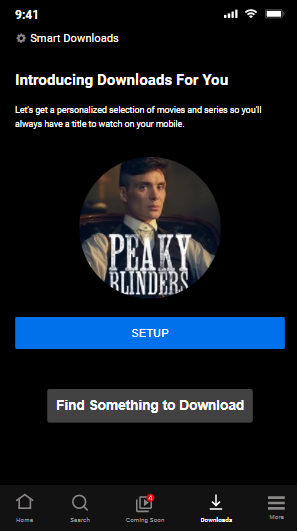 9:41
Smart Downloads
Introducing Downloads For You
Let's get a personalized selection of movies and series so you'll
always have a title to watch on your mobile.
PEAKY
BLINDERS
SETUP
Find Something to Download
4
Home
Search
Coming Soon
Downloads
More